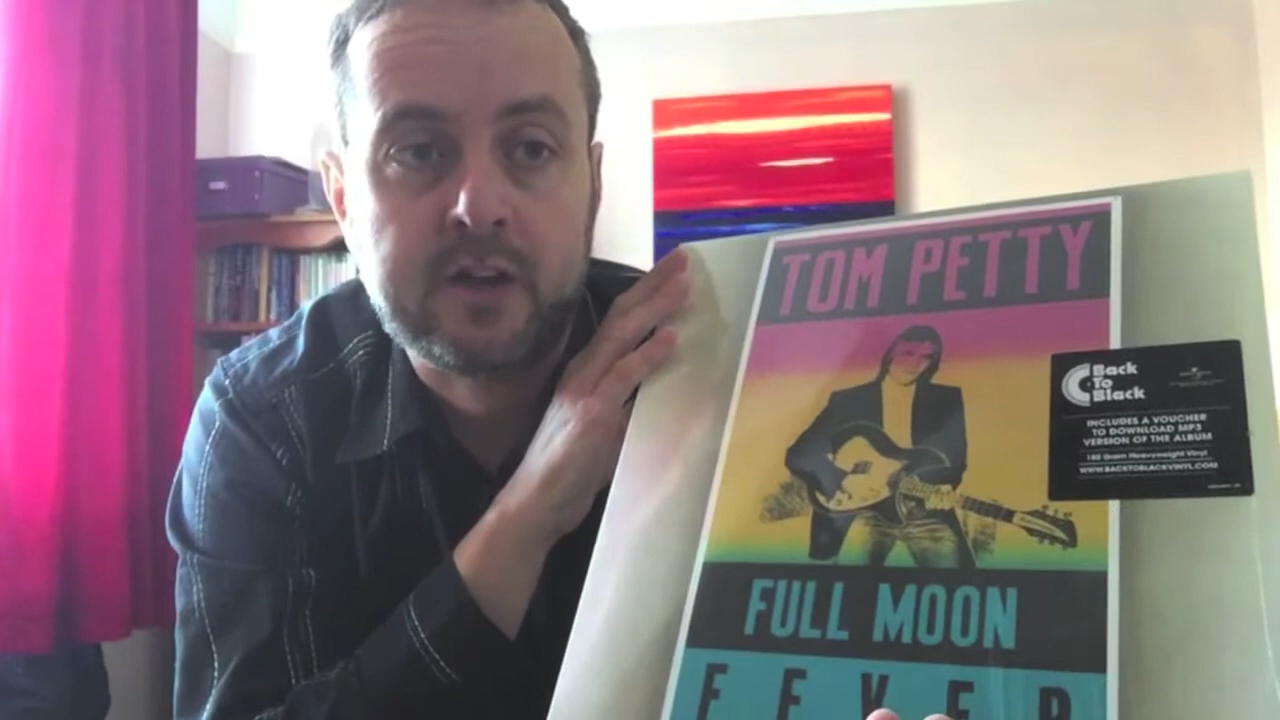 TOM PETTY
FULL MOON
FEVER
Back
To
Black
INCLUDES A VOUCHER
TO DOWNLOAD MP3
VERSION OF THE ALBUM
180 Gram Heavyweight Vinyl
WWW.BACKTOBLACKVINYL.COM